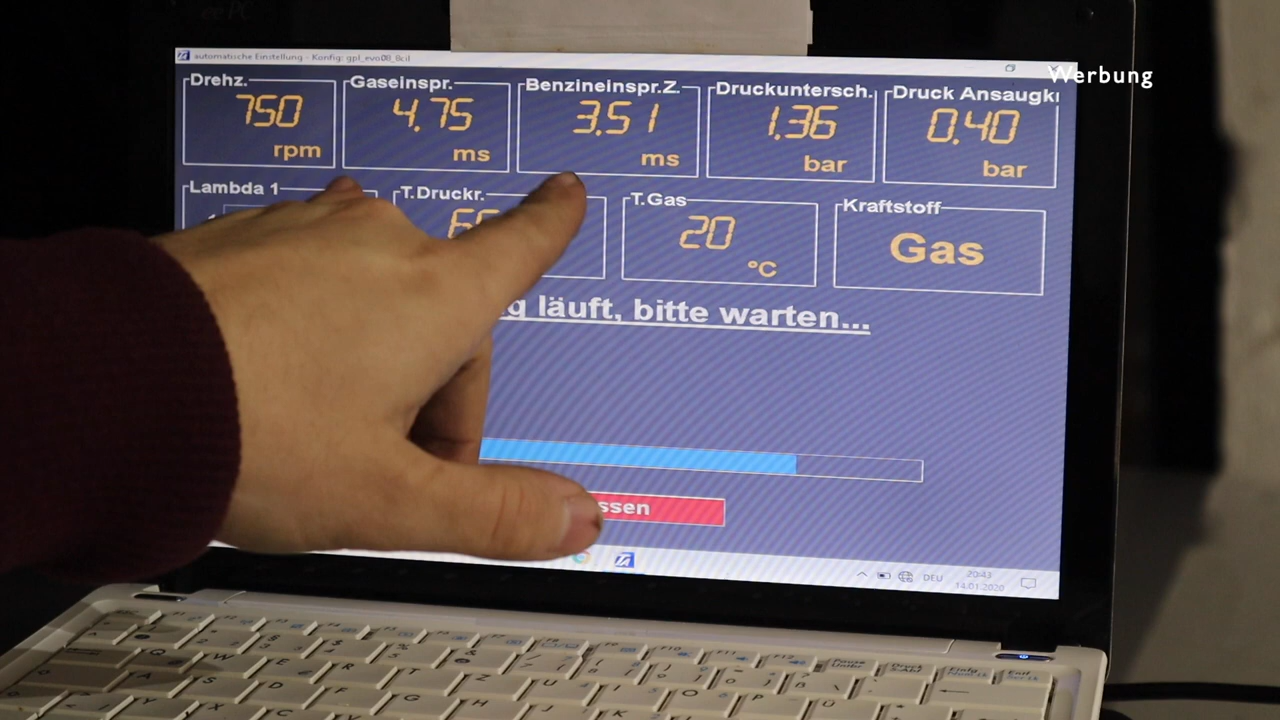 eePC
automatische Einstellung - Konfig: gpl_evo08_8cil
Werbung
Drehz.
750
rpm
Gaseinspr.
4.75
ms
Benzineinspr.Z.
3.51
ms
Druckuntersch.
1.36
bar
Druck Ansaugkr
0.40
bar
Lambda 1
T.Druckr.
T.Gas
20
°C
Kraftstoff
Gas
g läuft, bitte warten...
ssen
DEU
20:43
14.01.2020
Q W E R T Z U I O P
A S D F G H J K
Y X C